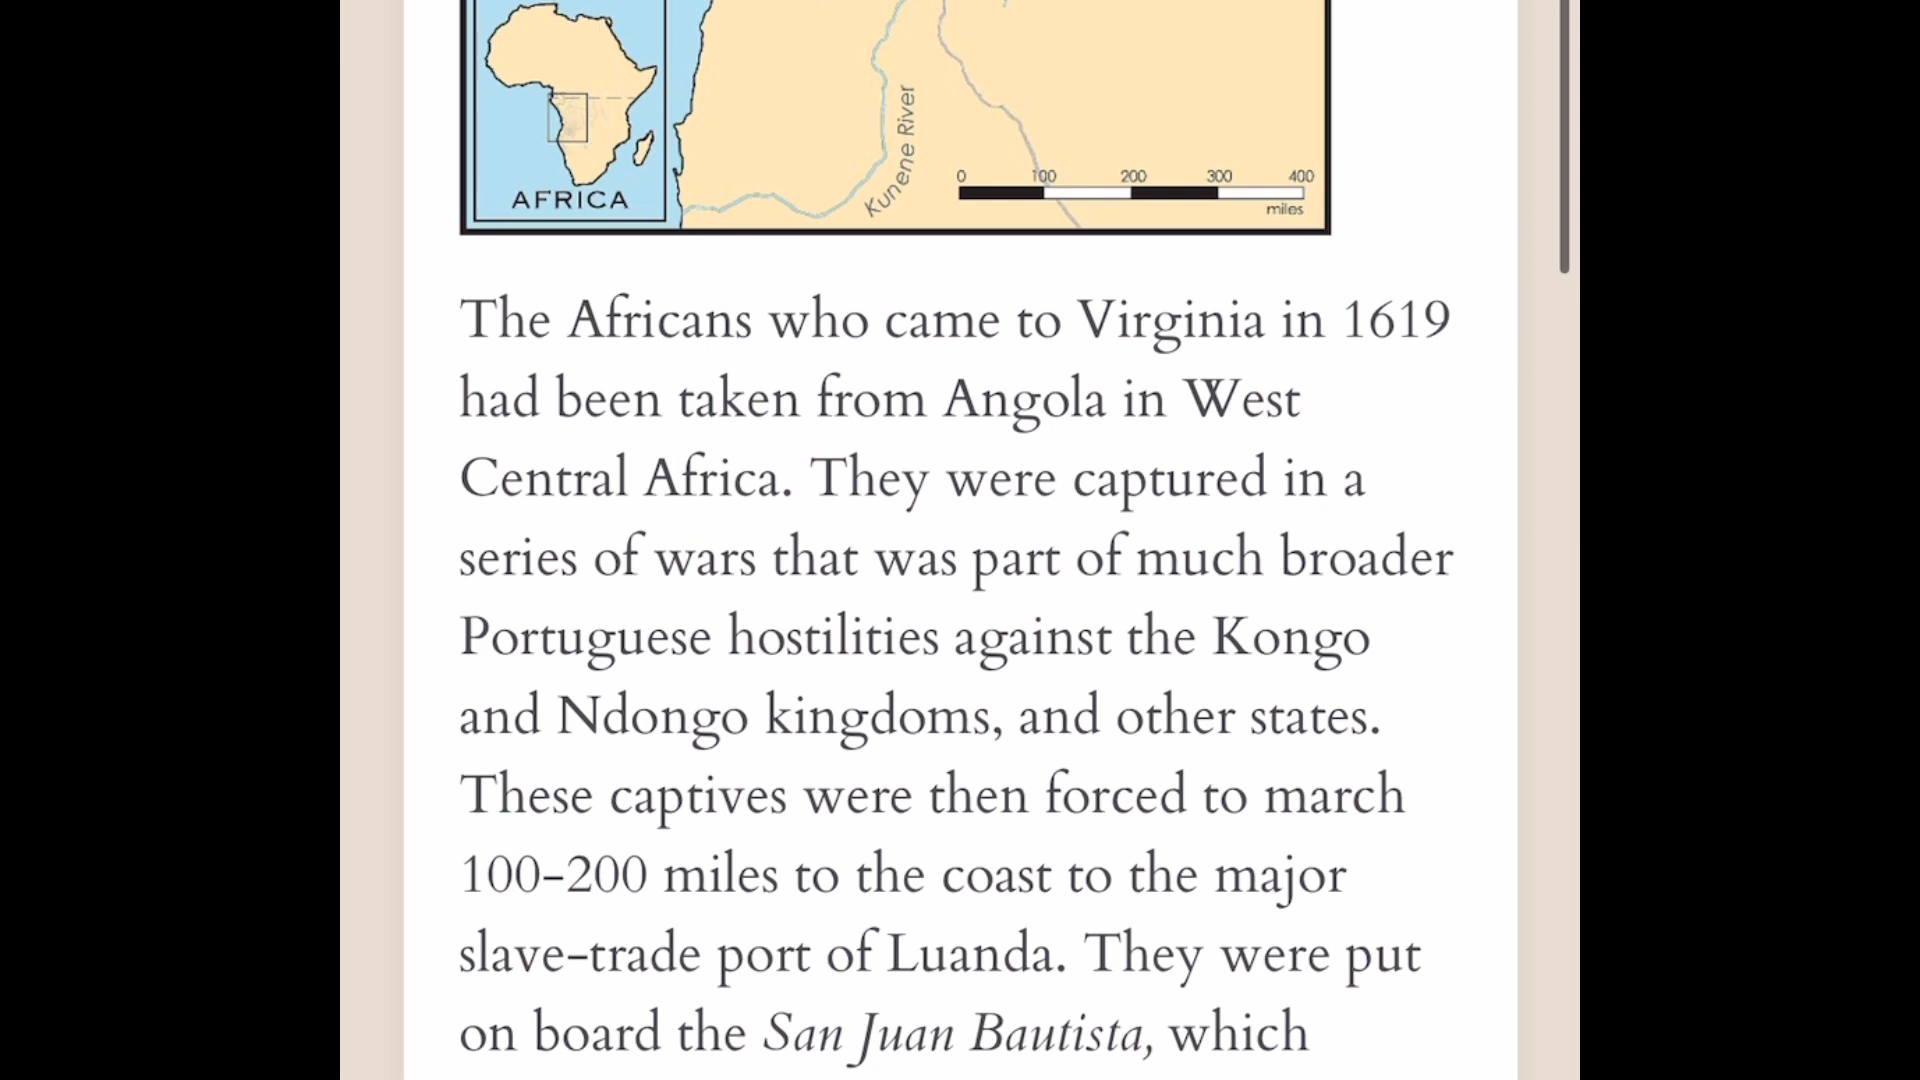 Kunene River
0 100 200 300 400
miles
AFRICA
The Africans who came to Virginia in 1619
had been taken from Angola in West
Central Africa. They were captured in a
series of wars that was part of much broader
Portuguese hostilities against the Kongo
and Ndongo kingdoms, and other states.
These captives were then forced to march
100–200 miles to the coast to the major
slave-trade port of Luanda. They were put
on board the San Juan Bautista, which